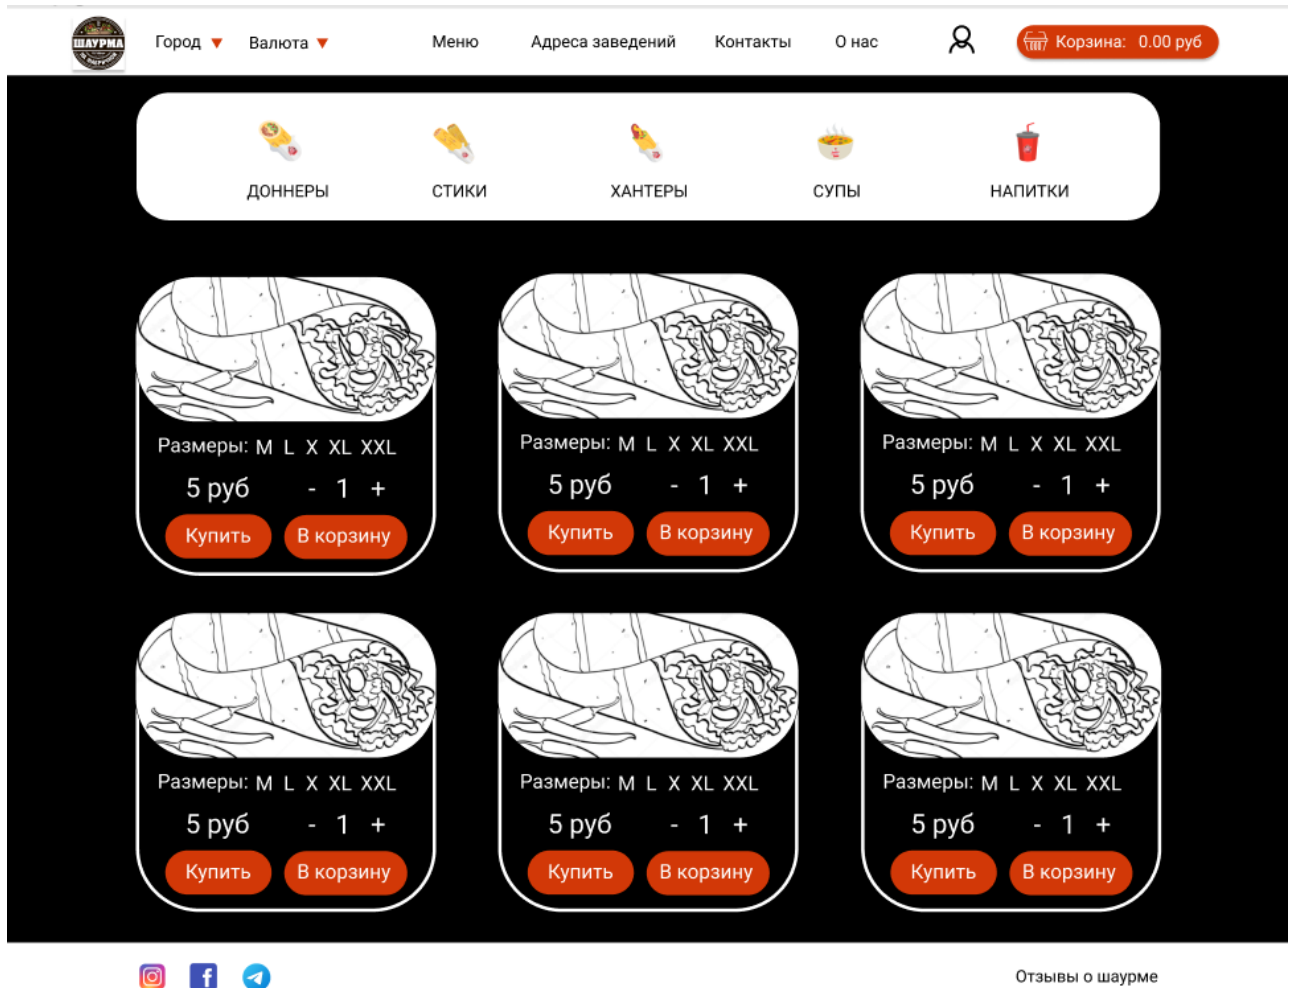 ШАУРМА
Город ▼ Валюта ▼ Меню Адреса заведений Контакты О нас Корзина: 0.00 руб
ДОННЕРЫ СТИКИ ХАНТЕРЫ СУПЫ НАПИТКИ
Размеры: M L X XL XXL
5 руб - 1 +
Купить В корзину
Размеры: M L X XL XXL
5 руб - 1 +
Купить В корзину
Размеры: M L X XL XXL
5 руб - 1 +
Купить В корзину
Размеры: M L X XL XXL
5 руб - 1 +
Купить В корзину
Размеры: M L X XL XXL
5 руб - 1 +
Купить В корзину
Размеры: M L X XL XXL
5 руб - 1 +
Купить В корзину
Отзывы о шаурме